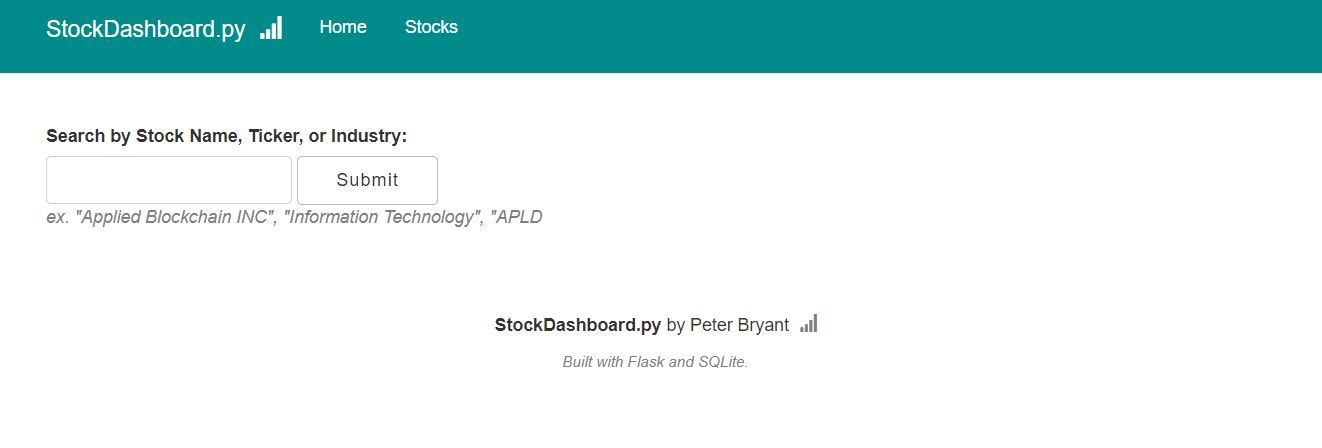 StockDashboard.py Home Stocks
Search by Stock Name, Ticker, or Industry:
Submit
ex. "Applied Blockchain INC", "Information Technology", "APLD
StockDashboard.py by Peter Bryant
Built with Flask and SQLite.